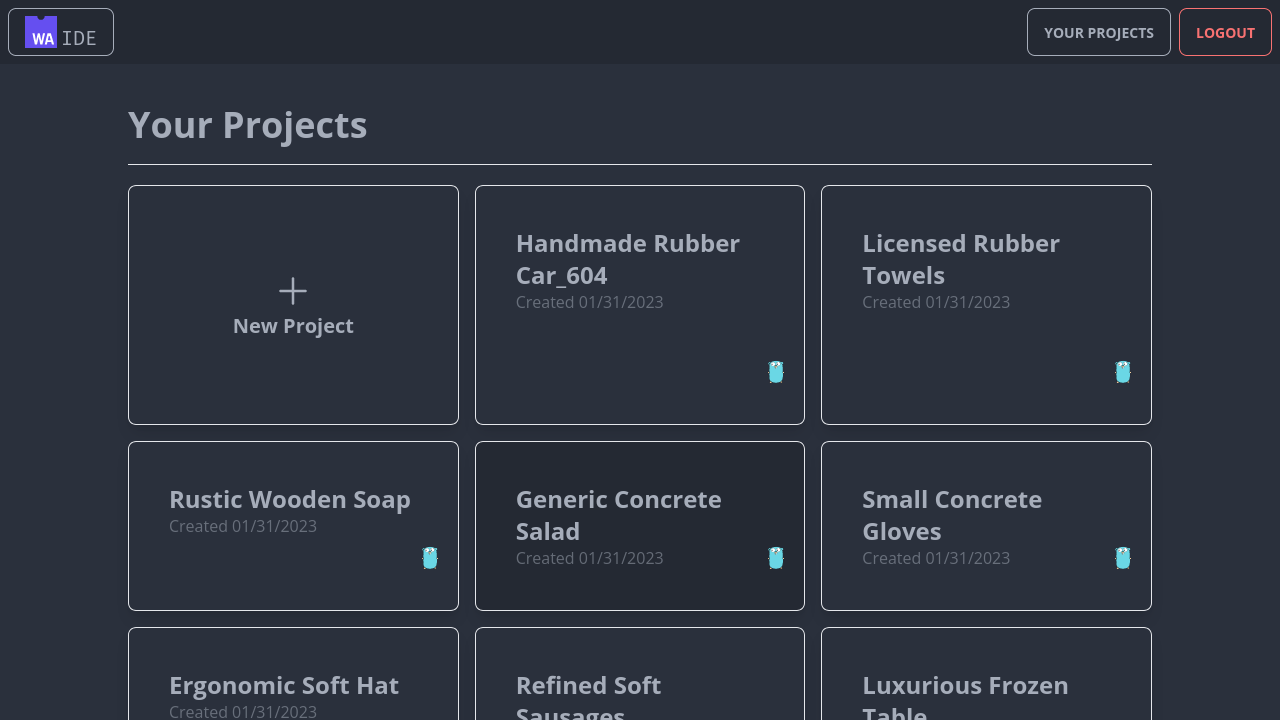 WA IDE
YOUR PROJECTS
LOGOUT
Your Projects
New Project
Handmade Rubber
Car_604
Created 01/31/2023
Licensed Rubber
Towels
Created 01/31/2023
Rustic Wooden Soap
Created 01/31/2023
Generic Concrete
Salad
Created 01/31/2023
Small Concrete
Gloves
Created 01/31/2023
Ergonomic Soft Hat
Created 01/31/2023
Refined Soft
Sausages
Luxurious Frozen
Table